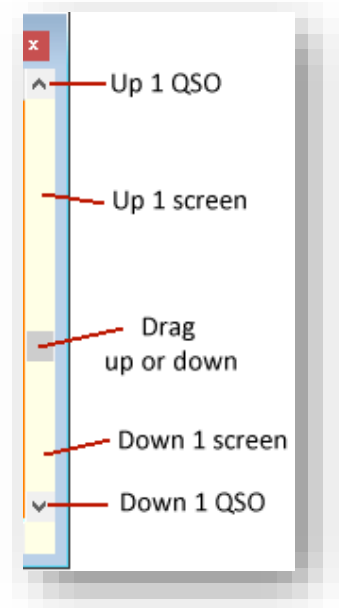 x
Up 1 QSO
Up 1 screen
Drag
up or down
Down 1 screen
Down 1 QSO